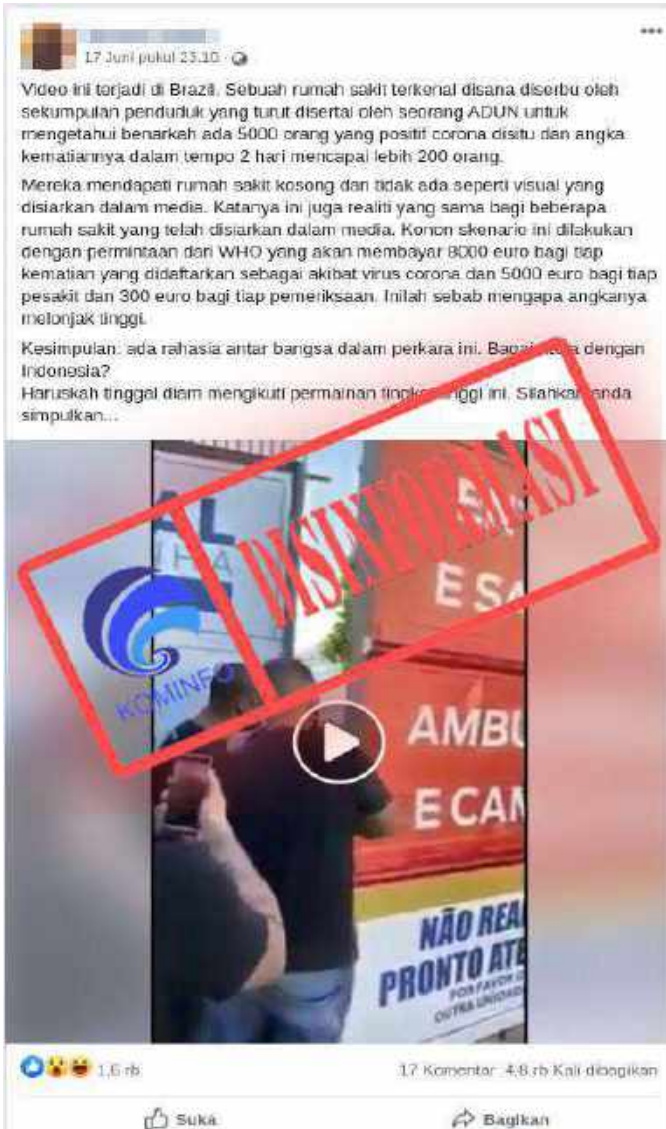 17 Juni pukul 23.10
Video ini terjadi di Brazil. Sebuah rumah sakit terkenal disana diserbu oleh
sekumpulan penduduk yang turut disertai oleh seorang ADUN untuk
mengetahui benarkah ada 5000 orang yang positif corona disitu dan angka
kematiannya dalam tempo 2 hari mencapai lebih 200 orang.
Mereka mendapati rumah sakit kosong dan tidak ada seperti visual yang
disiarkan dalam media. Katanya ini juga realiti yang sama bagi beberapa
rumah sakit yang telah disiarkan dalam media. Konon skenario ini dilakukan
dengan permintaan dari WHO yang akan membayar 8000 euro bagi tiap
kematian yang didaftarkan sebagai akibat virus corona dan 5000 euro bagi tiap
pesakit dan 300 euro bagi tiap pemeriksaan. Inilah sebab mengapa angkanya
melonjak tinggi.
Kesimpulan: ada rahasia antar bangsa dalam perkara ini. dengan
Indonesia?
Haruskah tinggal diam mengikuti permainan ini. Silahkan anda
simpulkan...
DISINFORMASI
KOMINFO
AL
NHA
E SA
AMBU
E CAN
NÃO REA
PRONTO ATE
POR FAVOR
OUTRA UNIDAD
1,6 rb
17 Komentar 4,8 rb Kali dibagikan
Suka
Bagikan